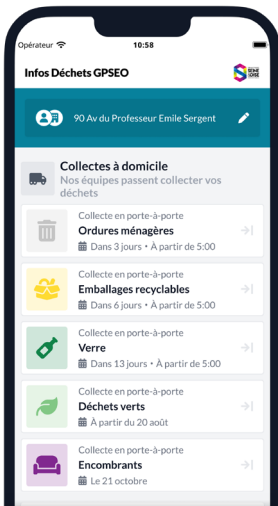 Opérateur 10:58
Infos Déchets GPSEO
SEINE
90 Av du Professeur Emile Sergent
Collectes à domicile
Nos équipes passent collecter vos
déchets
Collecte en porte-à-porte
Ordures ménagères
Dans 3 jours • À partir de 5:00
Collecte en porte-à-porte
Emballages recyclables
Dans 6 jours • À partir de 5:00
Collecte en porte-à-porte
Verre
Dans 13 jours • À partir de 5:00
Collecte en porte-à-porte
Déchets verts
À partir du 20 août
Collecte en porte-à-porte
Encombrants
Le 21 octobre